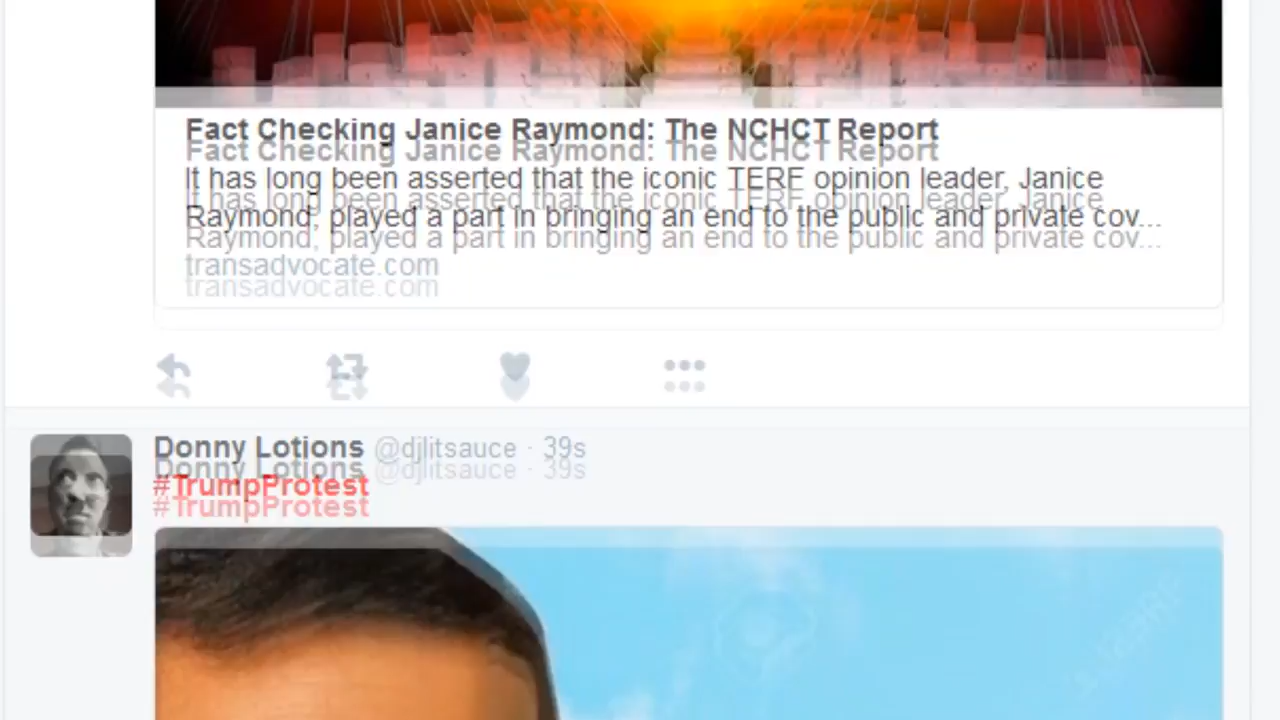 Fact Checking Janice Raymond: The NCHCT Report
It has long been asserted that the iconic TERF opinion leader, Janice
Raymond, played a part in bringing an end to the public and private cov...
transadvocate.com
Donny Lotions @djlitsauce · 39s
#TrumpProtest